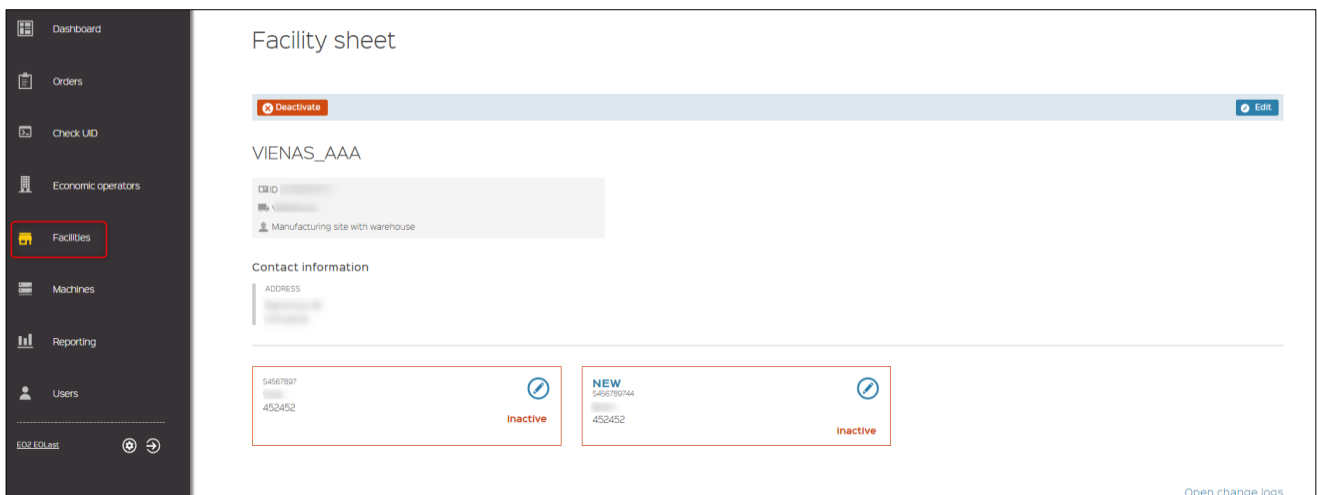 Dashboard
Orders
Check UID
Economic operators
Facilities
Machines
Reporting
Users
EO2 EOLast
Facility sheet
Deactivate
Edit
VIENAS_AAA
ID
Manufacturing site with warehouse
Contact information
ADDRESS
S4567897
452452
inactive
NEW
S456789744
452452
inactive
Open change logs